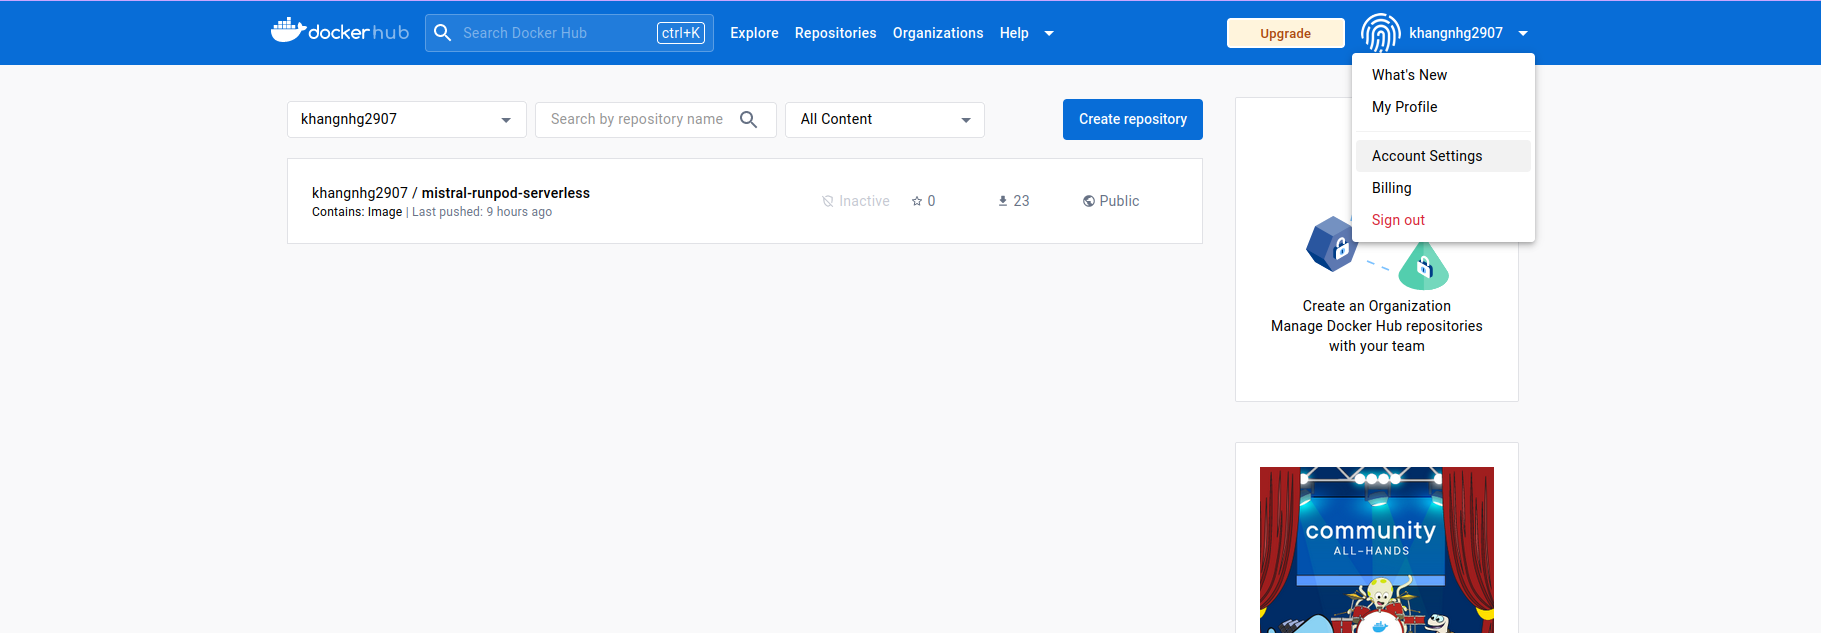 dockerhub
Search Docker Hub
ctrl+K
Explore
Repositories
Organizations
Help
Upgrade
khangnhg2907
What's New
My Profile
Account Settings
Billing
Sign out
khangnhg2907
Search by repository name
All Content
Create repository
khangnhg2907 / mistral-runpod-serverless
Contains: Image | Last pushed: 9 hours ago
Inactive
0
23
Public
Create an Organization
Manage Docker Hub repositories
with your team
community
ALL-HANDS